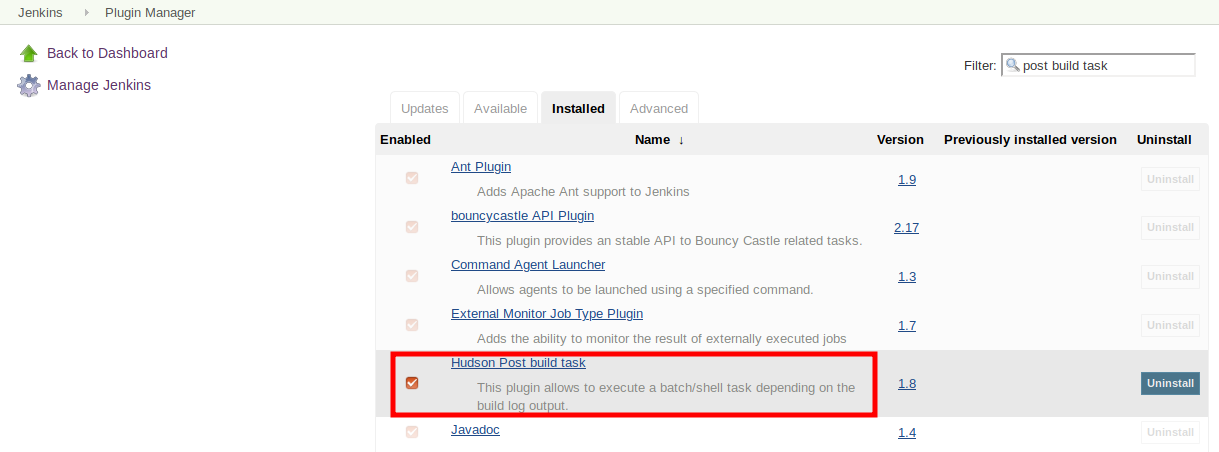 Jenkins Plugin Manager
Back to Dashboard
Manage Jenkins
Filter: post build task
Updates Available Installed Advanced
Enabled Name ↓ Version Previously installed version Uninstall
Ant Plugin
Adds Apache Ant support to Jenkins
1.9 Uninstall
bouncycastle API Plugin
This plugin provides an stable API to Bouncy Castle related tasks.
2.17 Uninstall
Command Agent Launcher
Allows agents to be launched using a specified command.
1.3 Uninstall
External Monitor Job Type Plugin
Adds the ability to monitor the result of externally executed jobs
1.7 Uninstall
Hudson Post build task
This plugin allows to execute a batch/shell task depending on the
build log output.
1.8 Uninstall
Javadoc
1.4 Uninstall